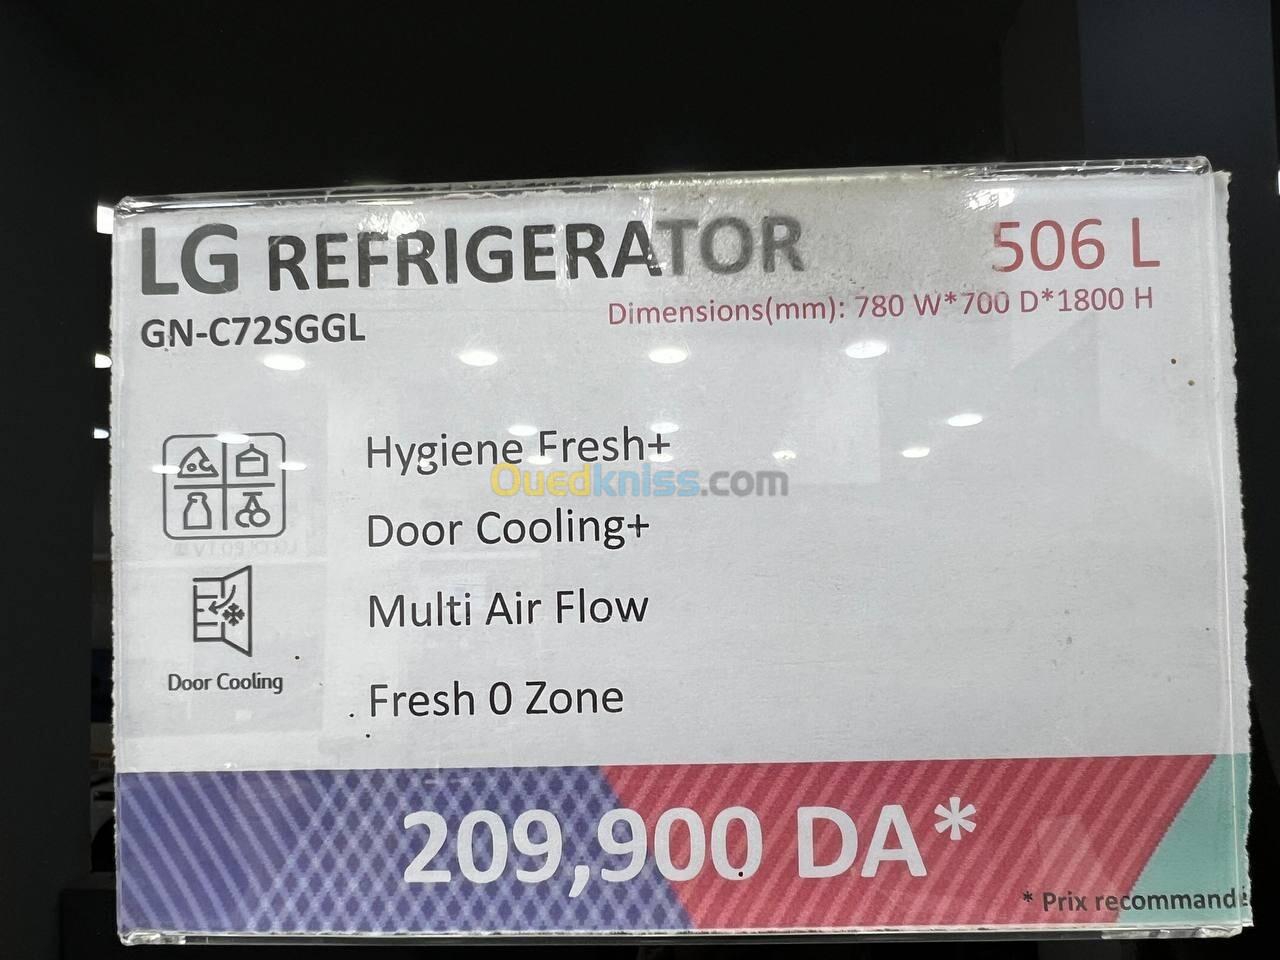 LG REFRIGERATOR
506 L
GN-C72SGGL
Dimensions(mm): 780 W*700 D*1800 H
Hygiene Fresh+
Ouedkniss.com
Door Cooling+
Multi Air Flow
Door Cooling
Fresh 0 Zone
209,900 DA*
* Prix recommandé